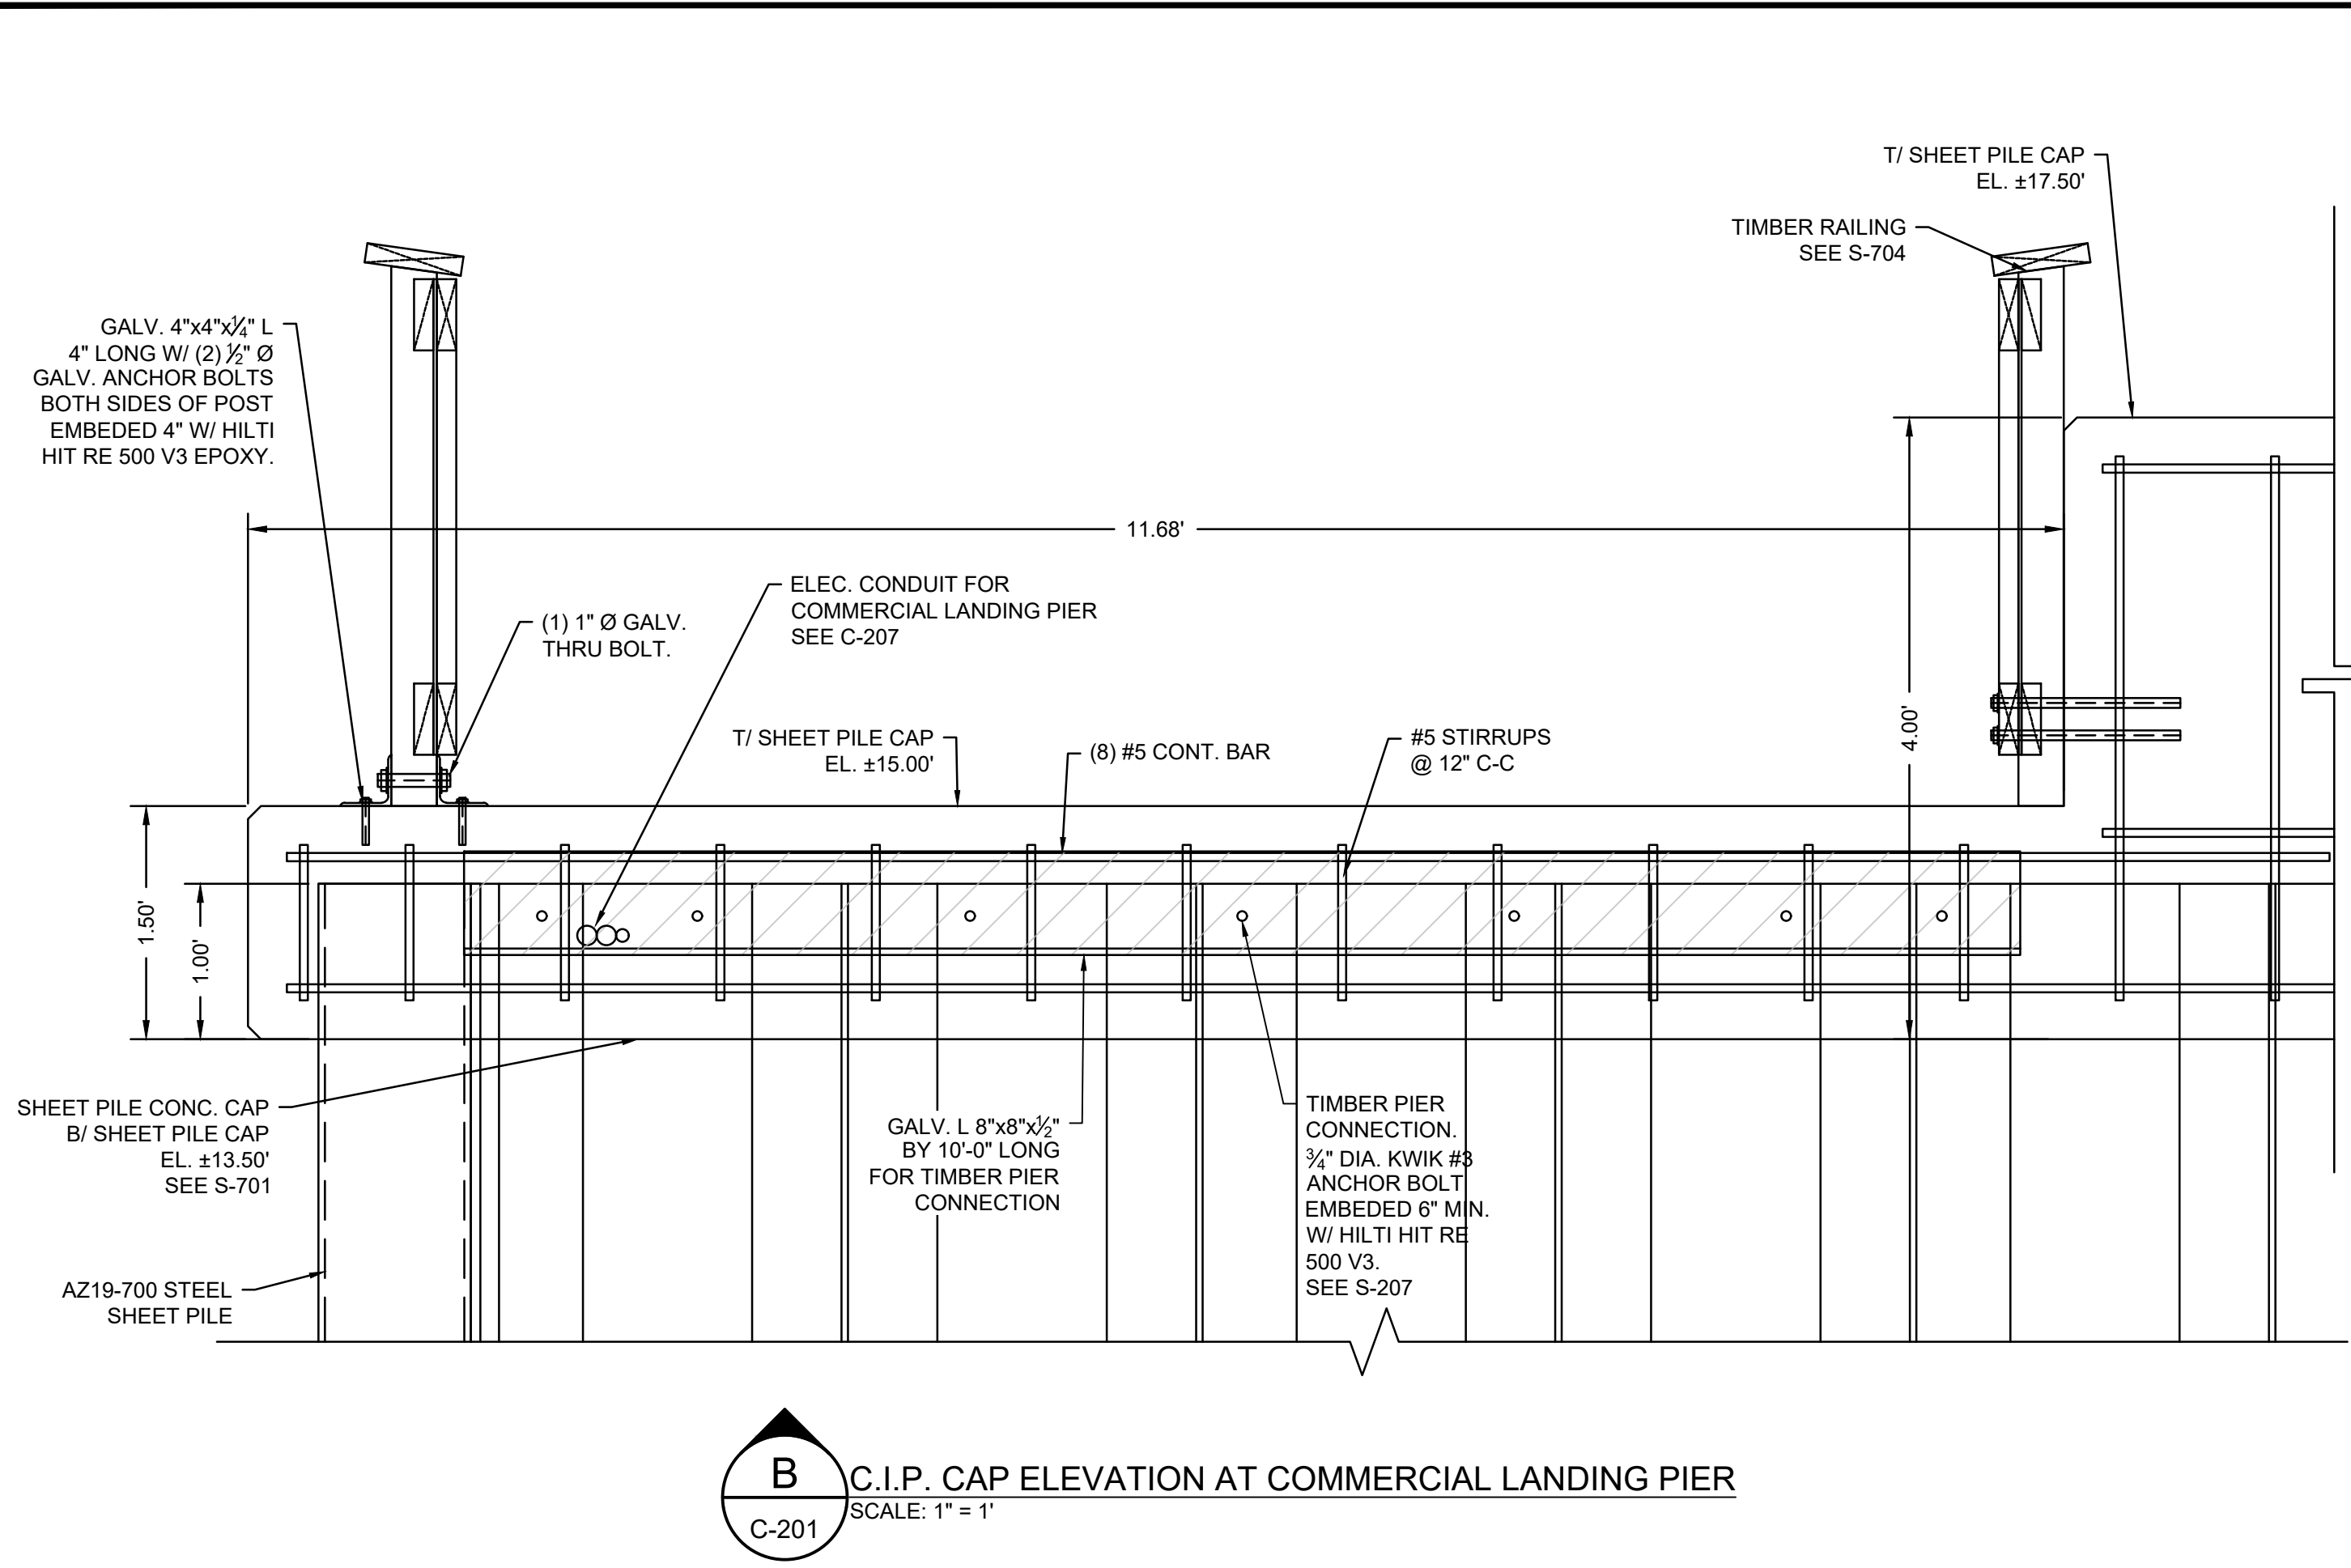 T/ SHEET PILE CAP
EL. ±17.50'
TIMBER RAILING
SEE S-704
GALV. 4"x4"x¼" L
4" LONG W/ (2) ½" Ø
GALV. ANCHOR BOLTS
BOTH SIDES OF POST
EMBEDED 4" W/ HILTI
HIT RE 500 V3 EPOXY.
11.68'
ELEC. CONDUIT FOR
COMMERCIAL LANDING PIER
SEE C-207
(1) 1" Ø GALV.
THRU BOLT.
T/ SHEET PILE CAP
EL. ±15.00'
(8) #5 CONT. BAR
#5 STIRRUPS
@ 12" C-C
4.00'
1.50'
1.00'
SHEET PILE CONC. CAP
B/ SHEET PILE CAP
EL. ±13.50'
SEE S-701
GALV. L 8"x8"x½"
BY 10'-0" LONG
FOR TIMBER PIER
CONNECTION
TIMBER PIER
CONNECTION.
¾" DIA. KWIK #3
ANCHOR BOLT
EMBEDED 6" MIN.
W/ HILTI HIT RE
500 V3.
SEE S-207
AZ19-700 STEEL
SHEET PILE
B
C-201
C.I.P. CAP ELEVATION AT COMMERCIAL LANDING PIER
SCALE: 1" = 1'